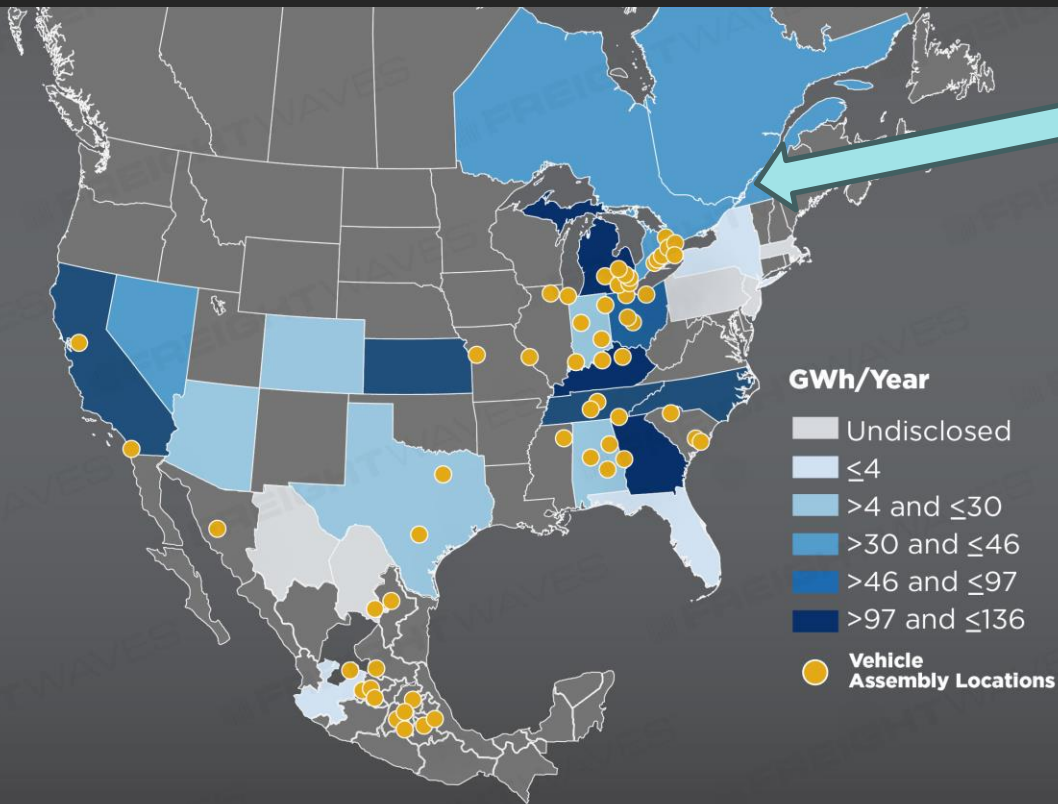 FREIGHTWAVES
GWh/Year
Undisclosed
≤4
>4 and ≤30
>30 and ≤46
>46 and ≤97
>97 and ≤136
Vehicle
Assembly Locations